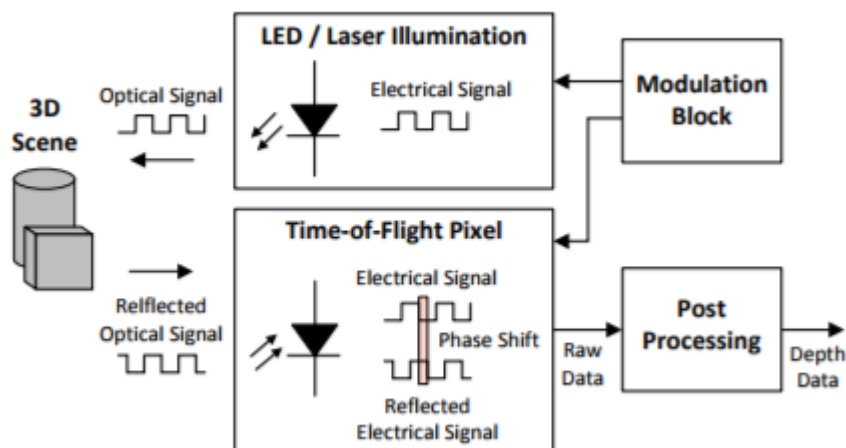 LED / Laser Illumination
3D
Scene
Optical Signal
Electrical Signal
Modulation
Block
Time-of-Flight Pixel
Relflected
Optical Signal
Electrical Signal
Phase Shift
Reflected
Electrical Signal
Raw
Data
Post
Processing
Depth
Data